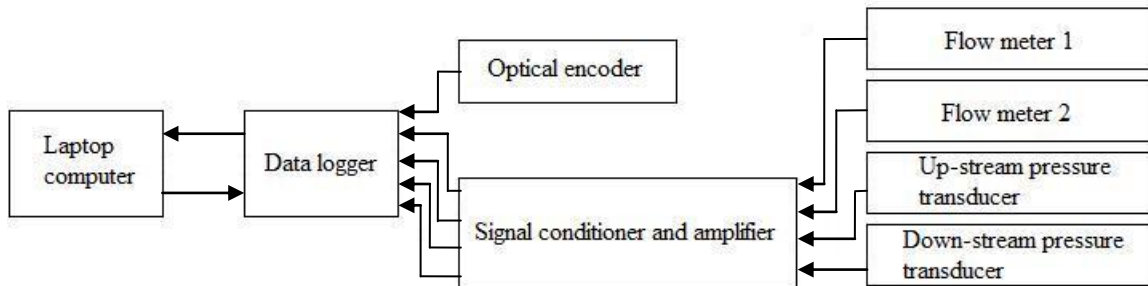 Laptop
computer
Data logger
Optical encoder
Signal conditioner and amplifier
Flow meter 1
Flow meter 2
Up-stream pressure
transducer
Down-stream pressure
transducer